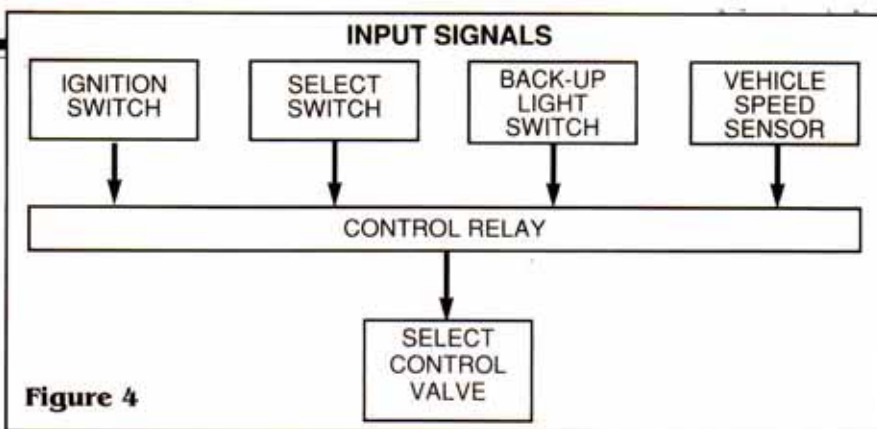 INPUT SIGNALS
IGNITION
SWITCH
SELECT
SWITCH
BACK-UP
LIGHT
SWITCH
VEHICLE
SPEED
SENSOR
CONTROL RELAY
SELECT
CONTROL
VALVE
Figure 4